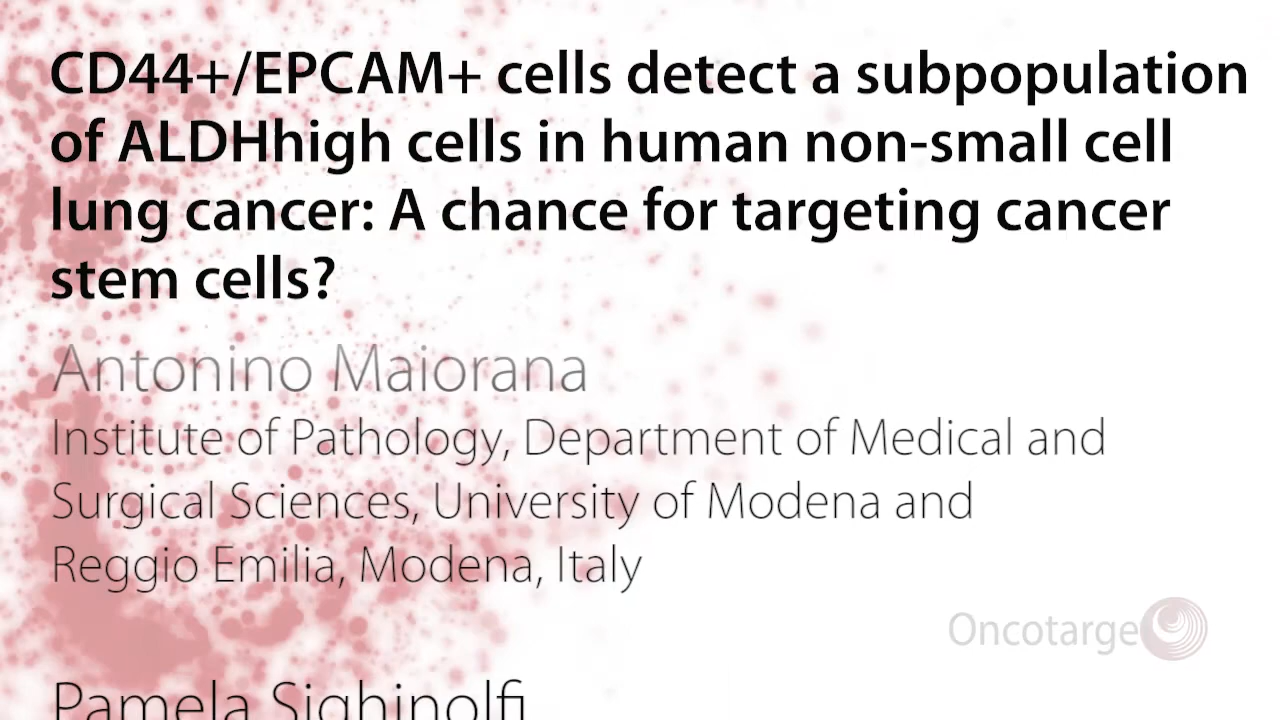 CD44+/EPCAM+ cells detect a subpopulation
of ALDHhigh cells in human non-small cell
lung cancer: A chance for targeting cancer
stem cells?
Antonino Maiorana
Institute of Pathology, Department of Medical and
Surgical Sciences, University of Modena and
Reggio Emilia, Modena, Italy
Oncotarge
Pamela Sighinolfi